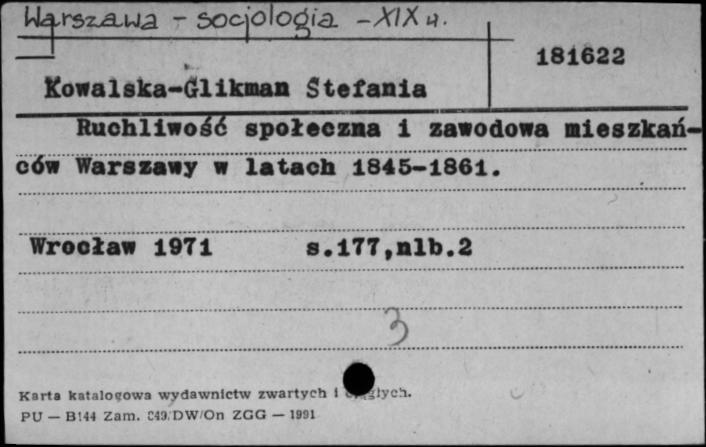 Warszawa - socjologia - XIX w.
181622
Kowalska-Glikman Stefania
Ruchliwość społeczna i zawodowa mieszkań-
ców Warszawy w latach 1845-1861.
Wrocław 1971 s.177,nlb.2
3
Karta katalogowa wydawnictw zwartych i
PU — B144 Zam. /DW/On ZGG — 1991